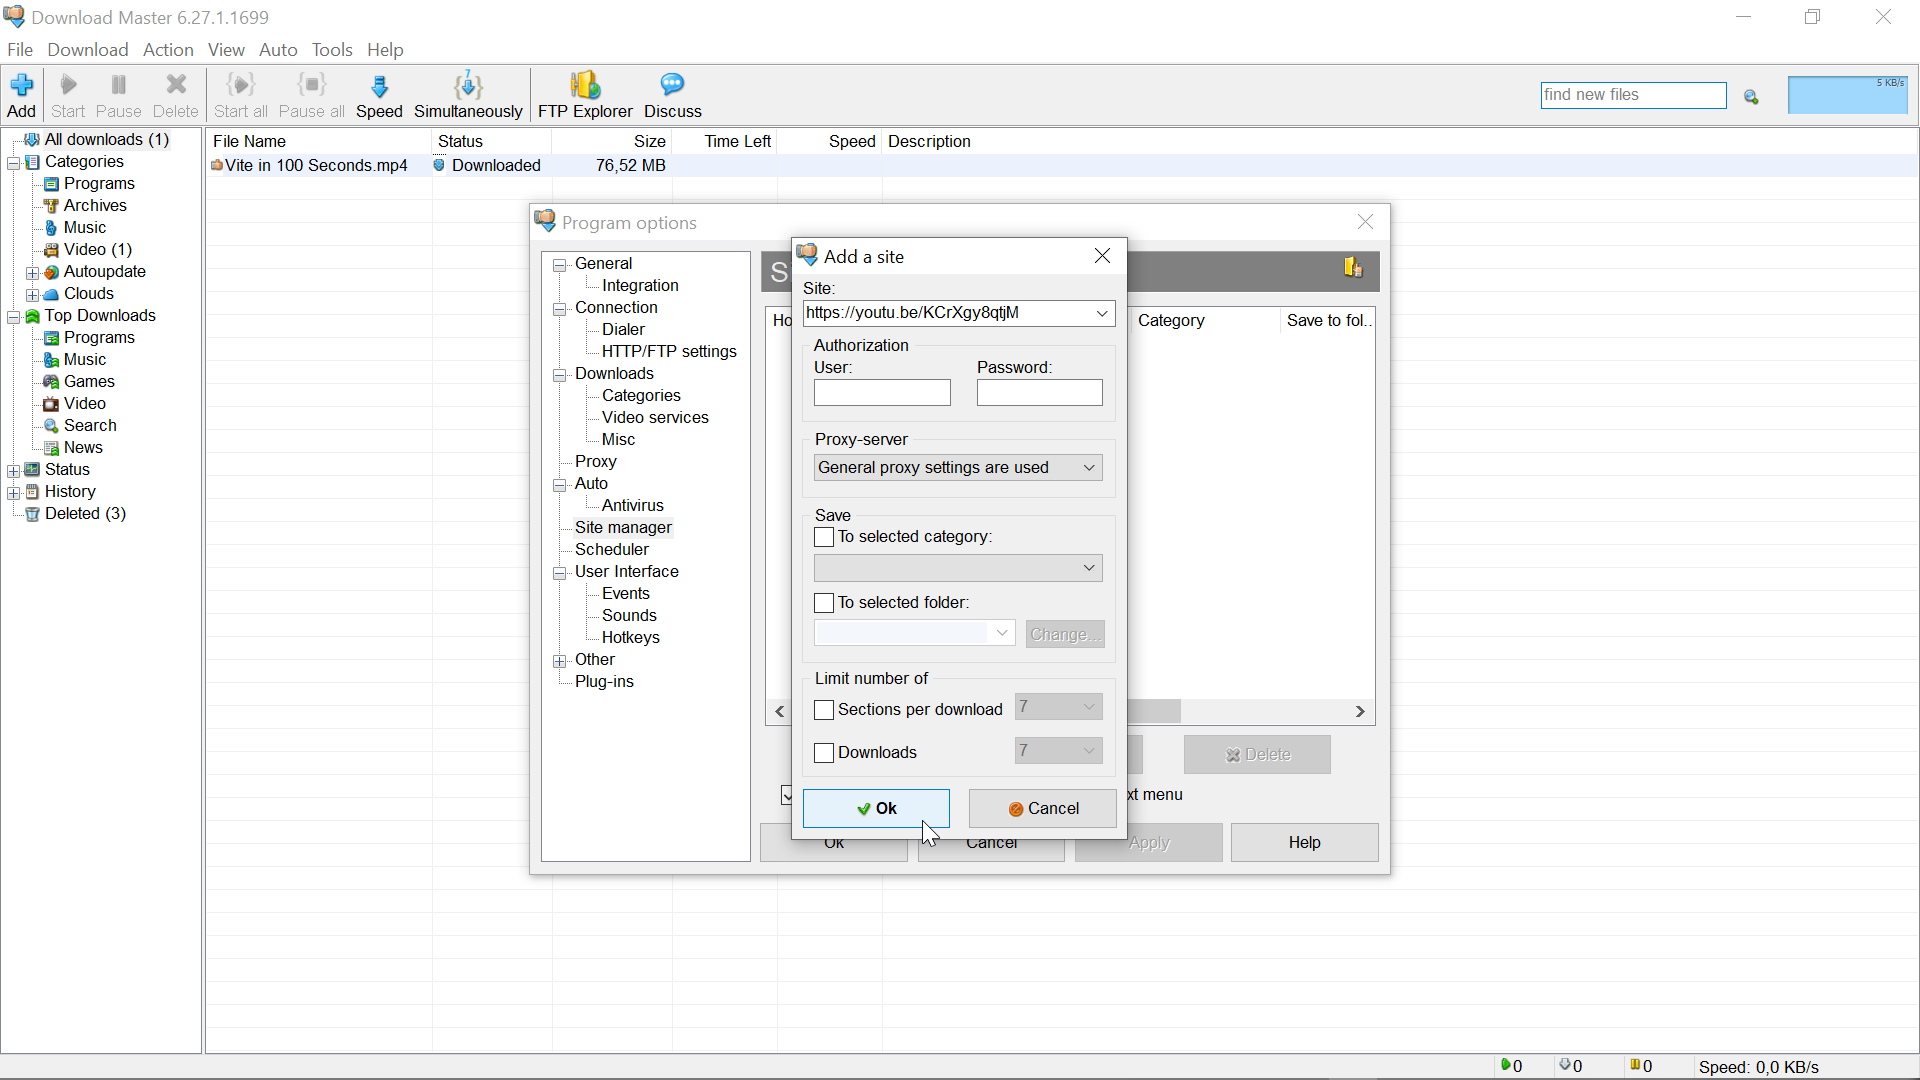 Download Master 6.27.1.1699
File Download Action View Auto Tools Help
Add Start Pause Delete Start all Pause all Speed Simultaneously FTP Explorer Discuss
find new files
5 KB/s
All downloads (1)
Categories
Programs
Archives
Music
Video (1)
Autoupdate
Clouds
Top Downloads
Programs
Music
Games
Video
Search
News
Status
History
Deleted (3)
File Name Status Size Time Left Speed Description
Vite in 100 Seconds.mp4 Downloaded 76,52 MB
Program options
General
Integration
Connection
Dialer
HTTP/FTP settings
Downloads
Categories
Video services
Misc
Proxy
Auto
Antivirus
Site manager
Scheduler
User Interface
Events
Sounds
Hotkeys
Other
Plug-ins
Category Save to fol...
Delete
xt menu
Ok Cancel Apply Help
Add a site
Site:
https://youtu.be/KCrXgy8qtjM
Authorization
User: Password:
Proxy-server
General proxy settings are used
Save
To selected category:
To selected folder:
Change...
Limit number of
Sections per download 7
Downloads 7
Ok Cancel
0 0 0 Speed: 0,0 KB/s